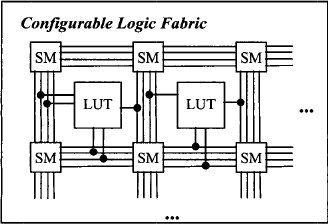 Configurable Logic Fabric
SM SM SM
LUT LUT
...
SM SM SM
...